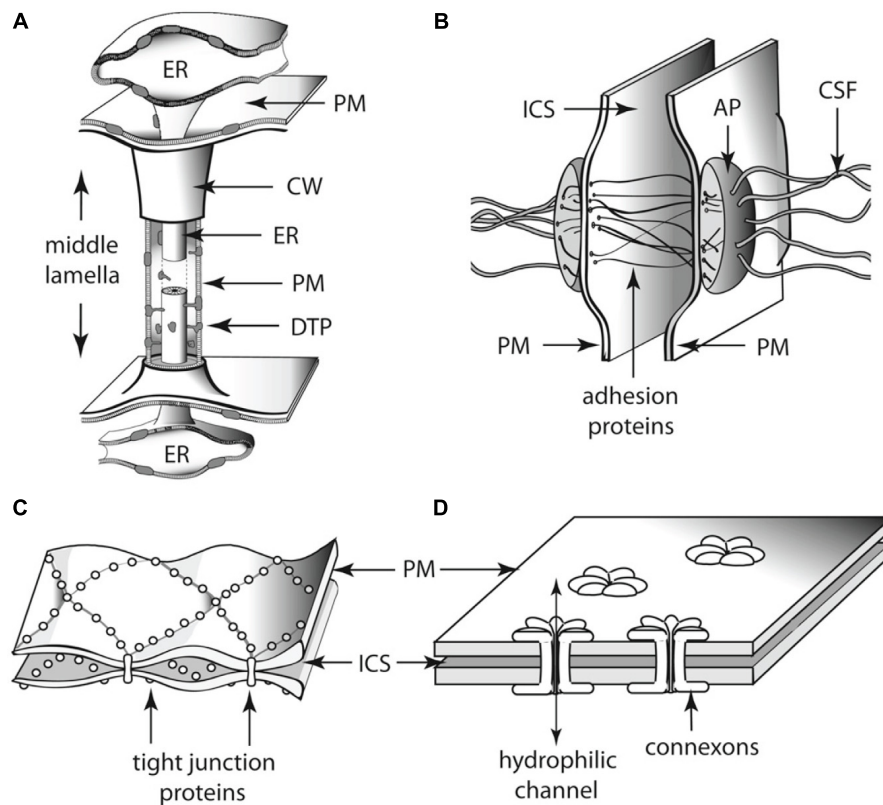 A
ER
PM
CW
middle
lamella
ER
PM
DTP
ER
B
ICS
AP
CSF
PM
PM
adhesion
proteins
C
PM
ICS
tight junction
proteins
D
hydrophilic
channel
connexons